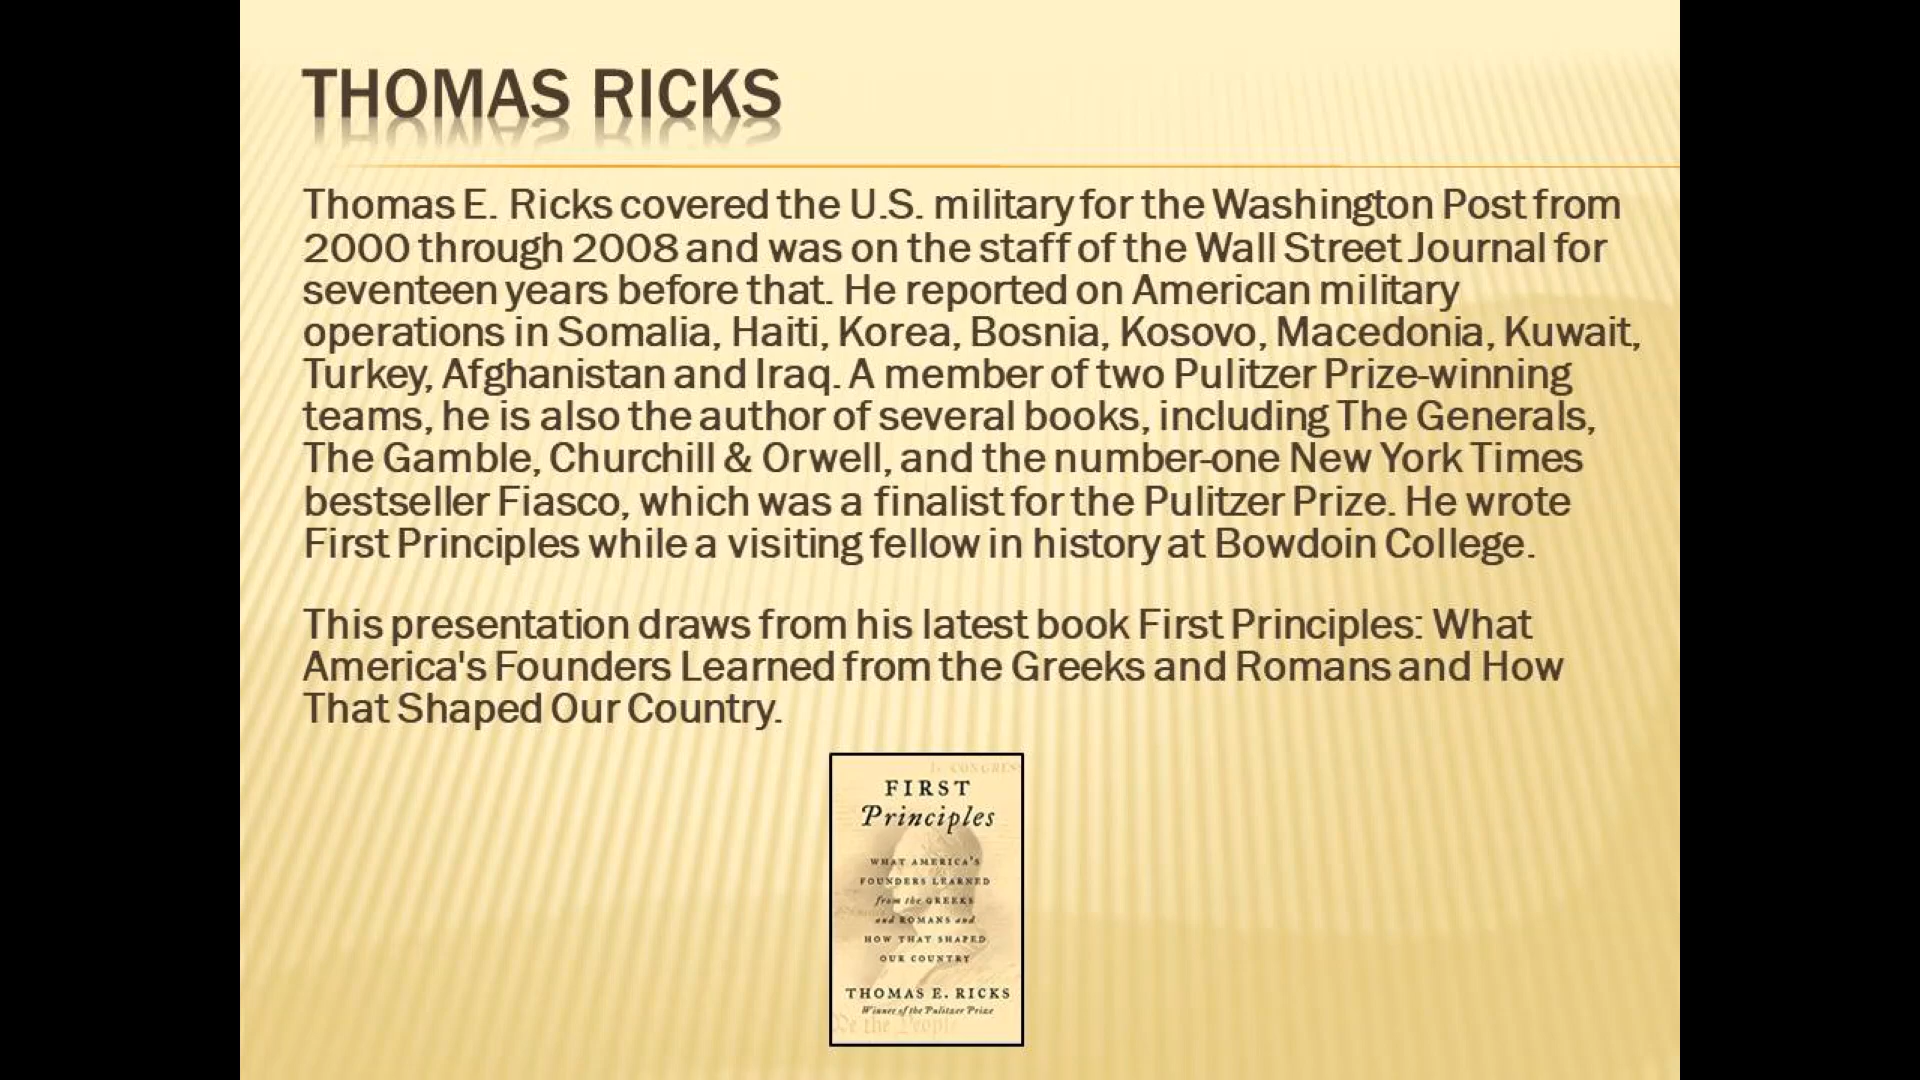 THOMAS RICKS
Thomas E. Ricks covered the U.S. military for the Washington Post from
2000 through 2008 and was on the staff of the Wall Street Journal for
seventeen years before that. He reported on American military
operations in Somalia, Haiti, Korea, Bosnia, Kosovo, Macedonia, Kuwait,
Turkey, Afghanistan and Iraq. A member of two Pulitzer Prize-winning
teams, he is also the author of several books, including The Generals,
The Gamble, Churchill & Orwell, and the number-one New York Times
bestseller Fiasco, which was a finalist for the Pulitzer Prize. He wrote
First Principles while a visiting fellow in history at Bowdoin College.
This presentation draws from his latest book First Principles: What
America's Founders Learned from the Greeks and Romans and How
That Shaped Our Country.
CONGRESS
FIRST
Principles
WHAT AMERICA'S
FOUNDERS LEARNED
from the GREEKS
and ROMANS and
HOW THAT SHAPED
OUR COUNTRY
THOMAS E. RICKS
Winner of the Pulitzer Prize
We the People